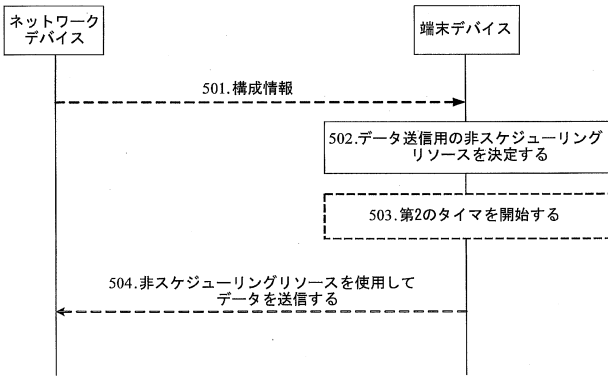 ネットワーク
デバイス
端末デバイス
501.構成情報
502.データ送信用の非スケジューリング
リソースを決定する
503.第2のタイマを開始する
504.非スケジューリングリソースを使用して
データを送信する